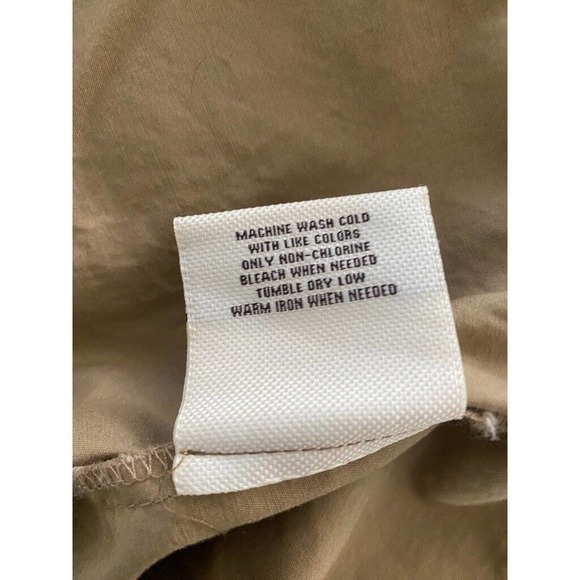 MACHINE WASH COLD
WITH LIKE COLORS
ONLY NON-CHLORINE
BLEACH WHEN NEEDED
TUMBLE DRY LOW
WARM IRON WHEN NEEDED